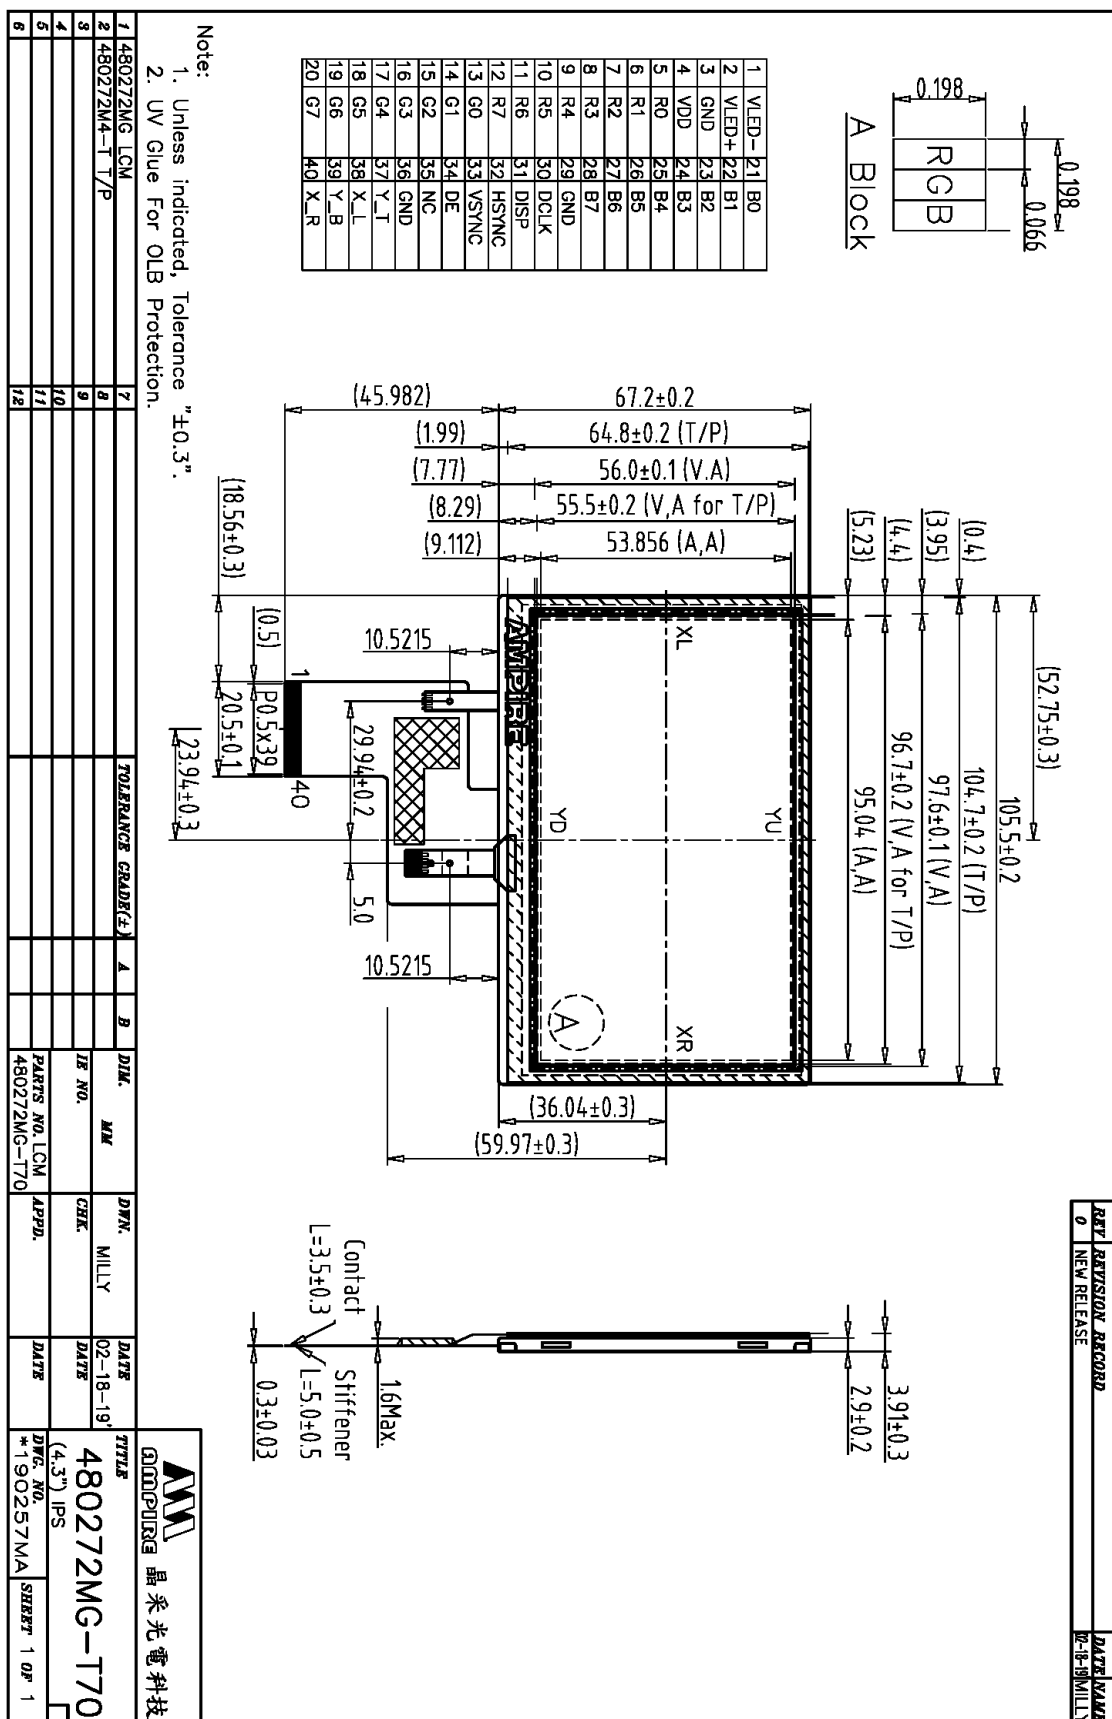 REV REVISION RECORD DATE NAME
0 NEW RELEASE 02-18-19 MILLY
0.198
0.066
0.198
R G B
A Block
(52.75±0.3)
105.5±0.2
(0.4)
104.7±0.2 (T/P)
(3.95)
97.6±0.1 (V,A)
(4.4)
96.7±0.2 (V,A for T/P)
(5.23)
95.04 (A,A)
67.2±0.2
(45.982)
64.8±0.2 (T/P)
(1.99)
56.0±0.1 (V.A)
(7.77)
55.5±0.2 (V,A for T/P)
(8.29)
53.856 (A,A)
(9.112)
YU
XL
XR
YD
A
AMPIRE
(36.04±0.3)
(59.97±0.3)
10.5215
10.5215
29.94±0.2
5.0
1
40
(0.5)
P0.5x39
20.5±0.1
(18.56±0.3)
23.94±0.3
3.91±0.3
2.9±0.2
1.6Max.
Contact
L=3.5±0.3
Stiffener
L=5.0±0.5
0.3±0.03
1 VLED- 21 B0
2 VLED+ 22 B1
3 GND 23 B2
4 VDD 24 B3
5 R0 25 B4
6 R1 26 B5
7 R2 27 B6
8 R3 28 B7
9 R4 29 GND
10 R5 30 DCLK
11 R6 31 DISP
12 R7 32 HSYNC
13 G0 33 VSYNC
14 G1 34 DE
15 G2 35 NC
16 G3 36 GND
17 G4 37 Y_T
18 G5 38 X_L
19 G6 39 Y_B
20 G7 40 X_R
Note:
1. Unless indicated, Tolerance "±0.3".
2. UV Glue For OLB Protection.
1 480272MG LCM 7
2 480272M4-T T/P 8
3 9
4 10
5 11
6 12
TOLERANCE GRADE(±) A B
DIM. MM
IE NO.
PARTS NO. LCM
480272MG-T70
DWN. MILLY DATE 02-18-19'
CHK. DATE
APPD. DATE
AMPIRE 晶采光電科技
TITLE
480272MG-T70
(4.3") IPS
DWG. NO. *190257MA
SHEET 1 OF 1